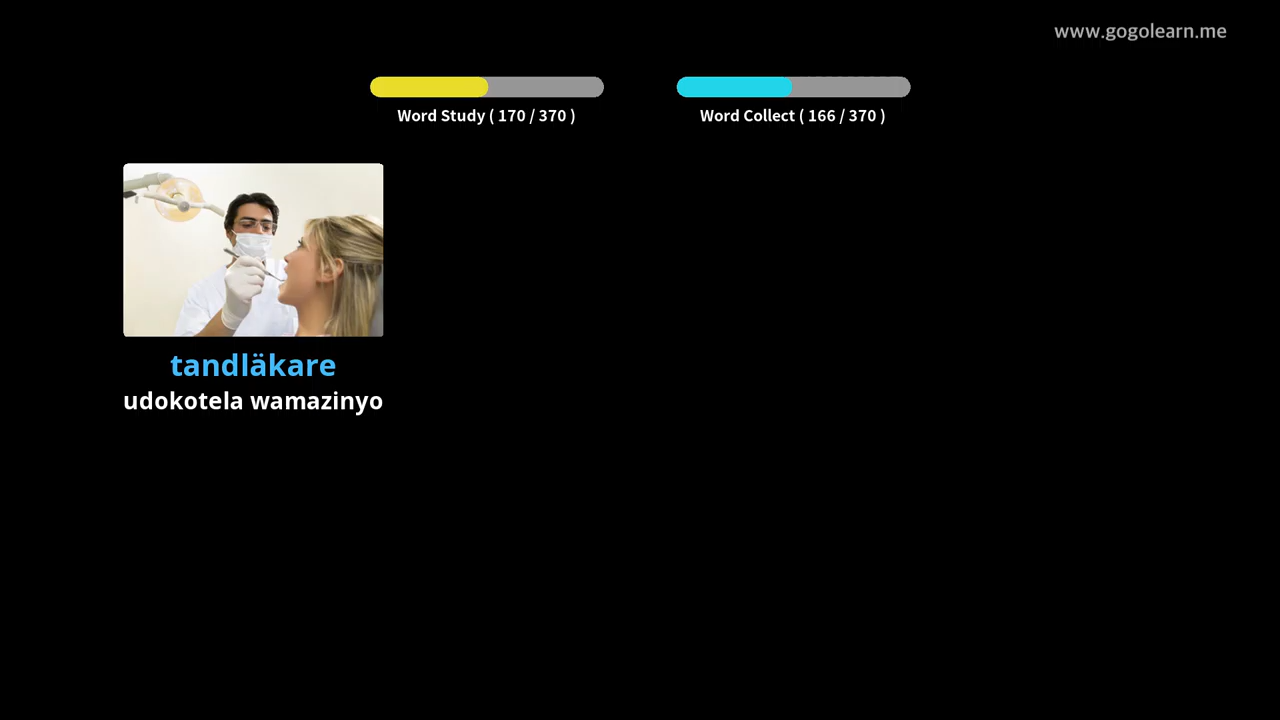 www.gogolearn.me
Word Study ( 170 / 370 )
Word Collect ( 166 / 370 )
tandläkare
udokotela wamazinyo